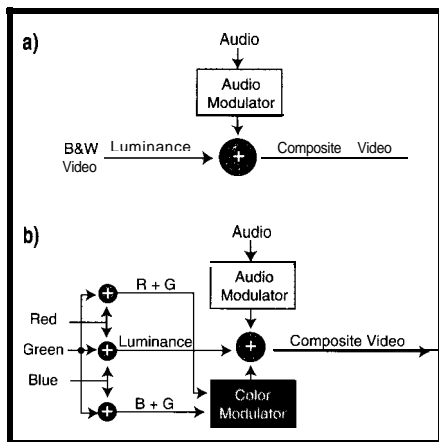 a)
Audio
Audio
Modulator
B&W Luminance
Video
+
Composite Video
b)
Audio
Audio
Modulator
+
R + G
Red
Green
+
Luminance
+
Composite Video
Blue
+
B + G
Color
Modulator